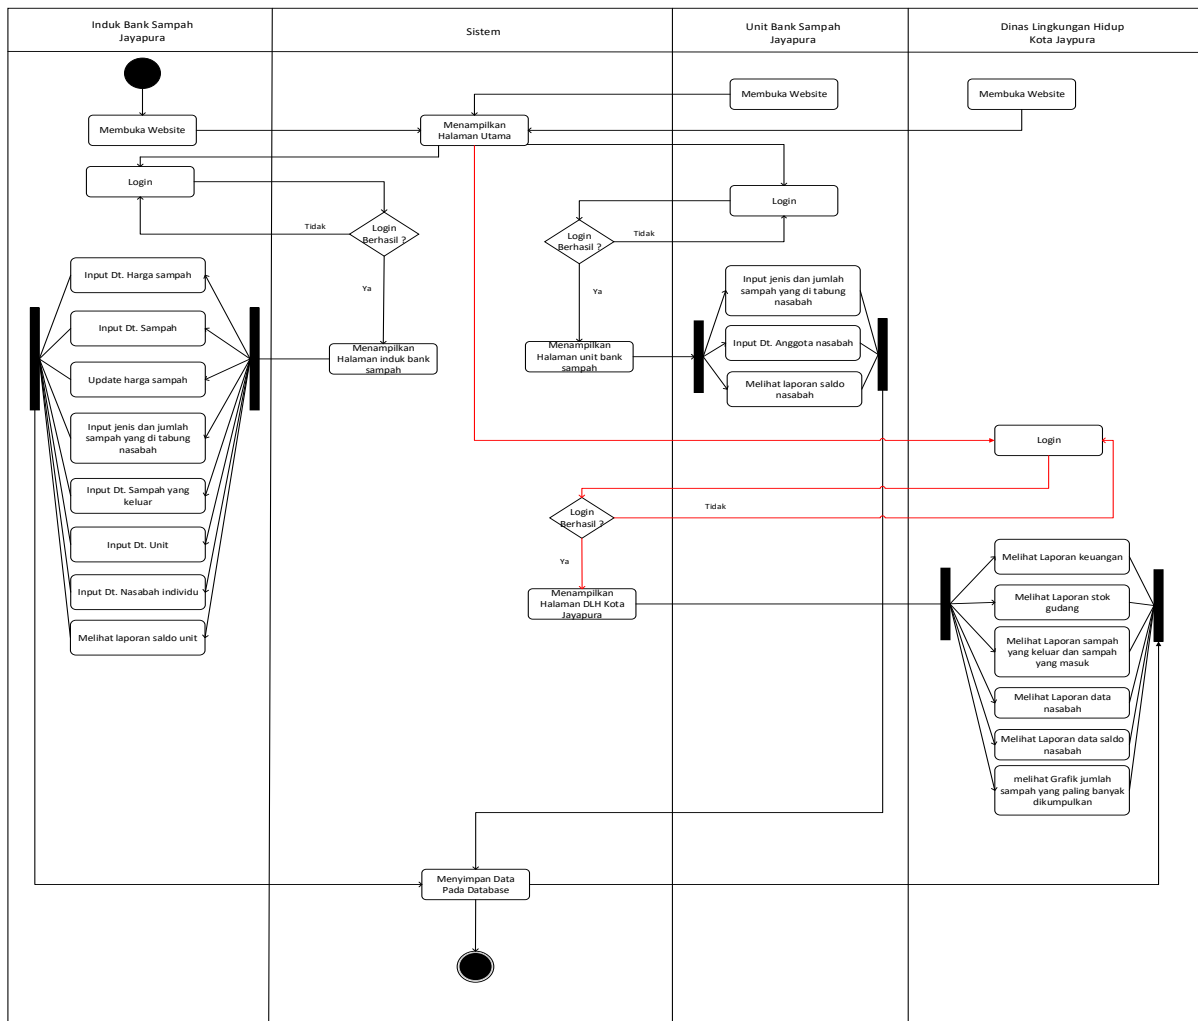 Induk Bank Sampah
Jayapura
Sistem
Unit Bank Sampah
Jayapura
Dinas Lingkungan Hidup
Kota Jaypura
Membuka Website
Membuka Website
Membuka Website
Menampilkan
Halaman Utama
Login
Login
Login
Berhasil ?
Tidak
Login
Berhasil ?
Tidak
Ya
Ya
Input Dt. Harga sampah
Input Dt. Sampah
Update harga sampah
Input jenis dan jumlah
sampah yang di tabung
nasabah
Input Dt. Sampah yang
keluar
Input Dt. Unit
Input Dt. Nasabah individu
Melihat laporan saldo unit
Menampilkan
Halaman induk bank
sampah
Menampilkan
Halaman unit bank
sampah
Input jenis dan jumlah
sampah yang di tabung
nasabah
Input Dt. Anggota nasabah
Melihat laporan saldo
nasabah
Login
Login
Berhasil ?
Tidak
Ya
Menampilkan
Halaman DLH Kota
Jayapura
Melihat Laporan keuangan
Melihat Laporan stok
gudang
Melihat Laporan sampah
yang keluar dan sampah
yang masuk
Melihat Laporan data
nasabah
Melihat Laporan data saldo
nasabah
melihat Grafik jumlah
sampah yang paling banyak
dikumpulkan
Menyimpan Data
Pada Database